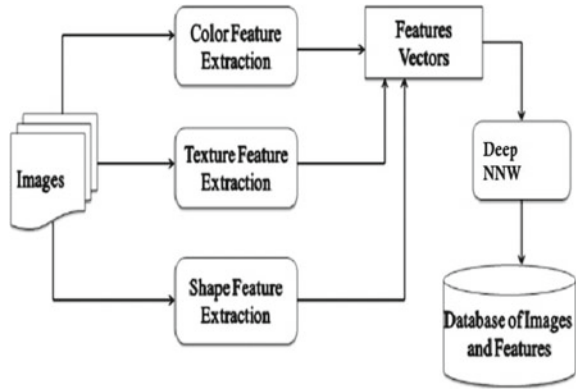 Color Feature
Extraction
Features
Vectors
Images
Texture Feature
Extraction
Deep
NNW
Shape Feature
Extraction
Database of Images
and Features